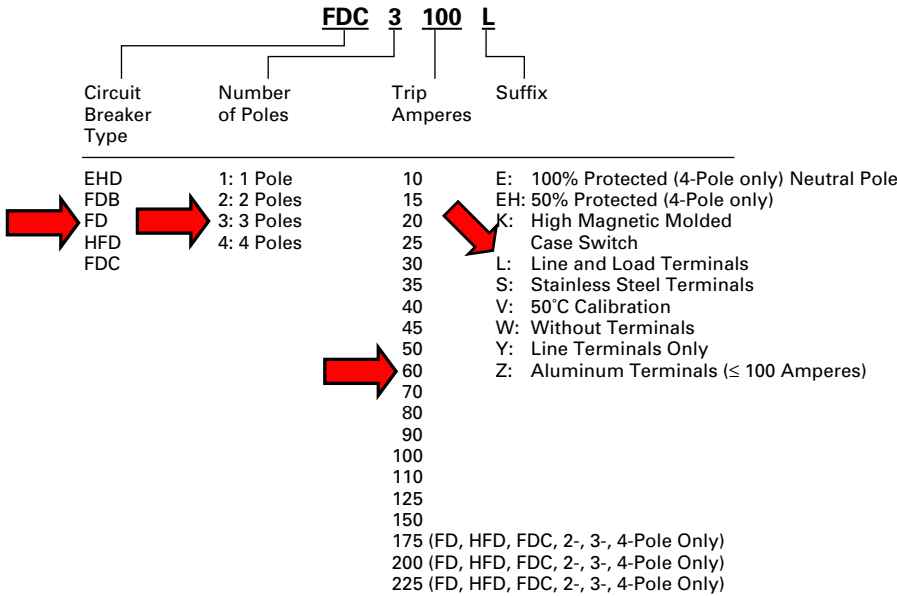 FDC 3 100 L
Circuit Breaker Type
Number of Poles
Trip Amperes
Suffix
EHD
FDB
FD
HFD
FDC
1: 1 Pole
2: 2 Poles
3: 3 Poles
4: 4 Poles
10
15
20
25
30
35
40
45
50
60
70
80
90
100
110
125
150
175 (FD, HFD, FDC, 2-, 3-, 4-Pole Only)
200 (FD, HFD, FDC, 2-, 3-, 4-Pole Only)
225 (FD, HFD, FDC, 2-, 3-, 4-Pole Only)
E: 100% Protected (4-Pole only) Neutral Pole
EH: 50% Protected (4-Pole only)
K: High Magnetic Molded
Case Switch
L: Line and Load Terminals
S: Stainless Steel Terminals
V: 50°C Calibration
W: Without Terminals
Y: Line Terminals Only
Z: Aluminum Terminals (≤ 100 Amperes)